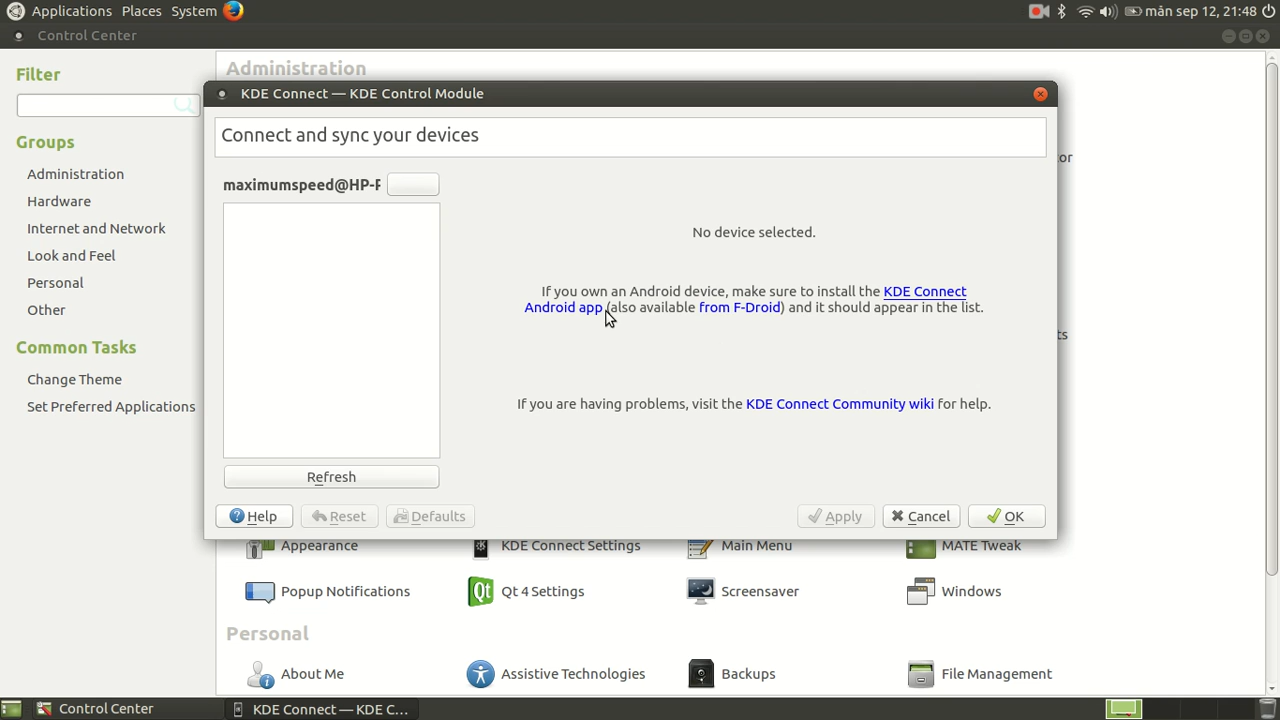 Applications Places System
mån sep 12, 21:48
Control Center
Filter
Groups
Administration
Hardware
Internet and Network
Look and Feel
Personal
Other
Common Tasks
Change Theme
Set Preferred Applications
Administration
KDE Connect — KDE Control Module
Connect and sync your devices
maximumspeed@HP-
No device selected.
If you own an Android device, make sure to install the KDE Connect
Android app (also available from F-Droid) and it should appear in the list.
If you are having problems, visit the KDE Connect Community wiki for help.
Refresh
Help Reset Defaults Apply Cancel OK
Appearance KDE Connect Settings Main Menu MATE Tweak
Popup Notifications Qt Qt 4 Settings Screensaver Windows
Personal
About Me Assistive Technologies Backups File Management
Control Center KDE Connect — KDE C...